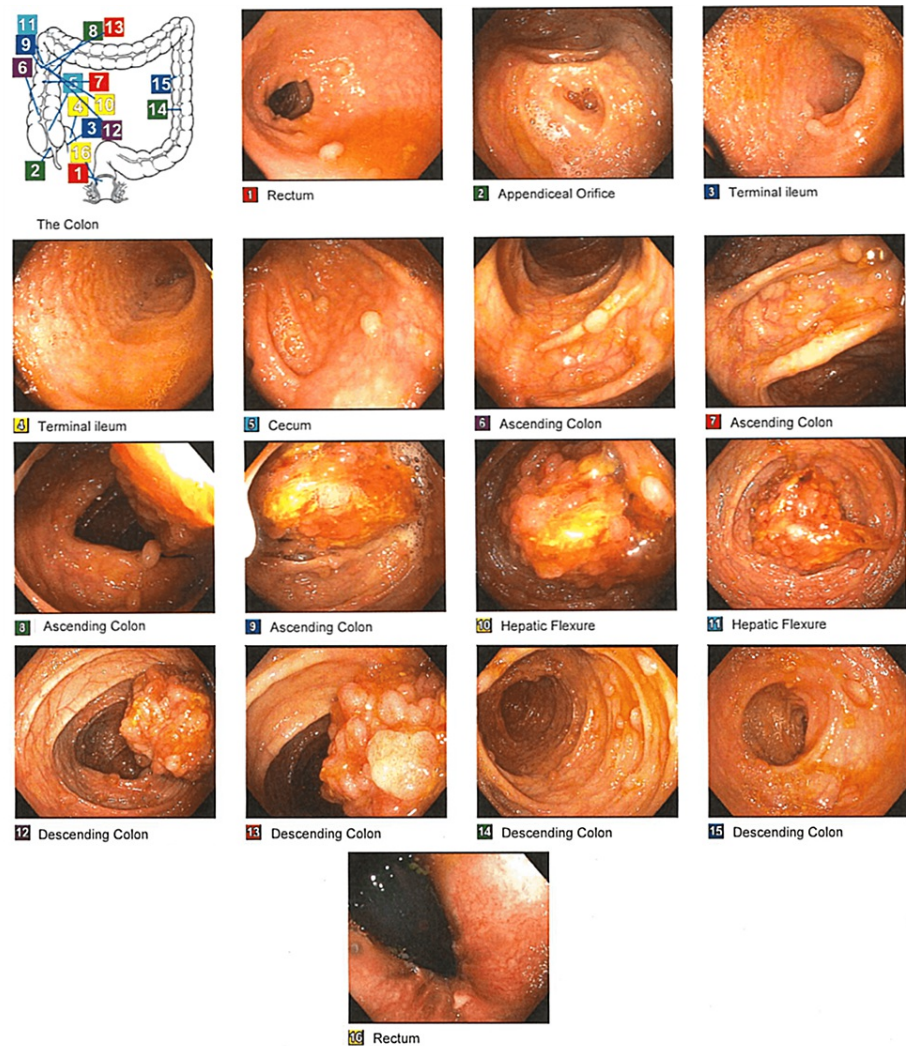 11
9
6
8
13
5
7
4
10
3
12
16
2
1
15
14
The Colon
1 Rectum
2 Appendiceal Orifice
3 Terminal ileum
4 Terminal ileum
5 Cecum
6 Ascending Colon
7 Ascending Colon
8 Ascending Colon
9 Ascending Colon
10 Hepatic Flexure
11 Hepatic Flexure
12 Descending Colon
13 Descending Colon
14 Descending Colon
15 Descending Colon
16 Rectum